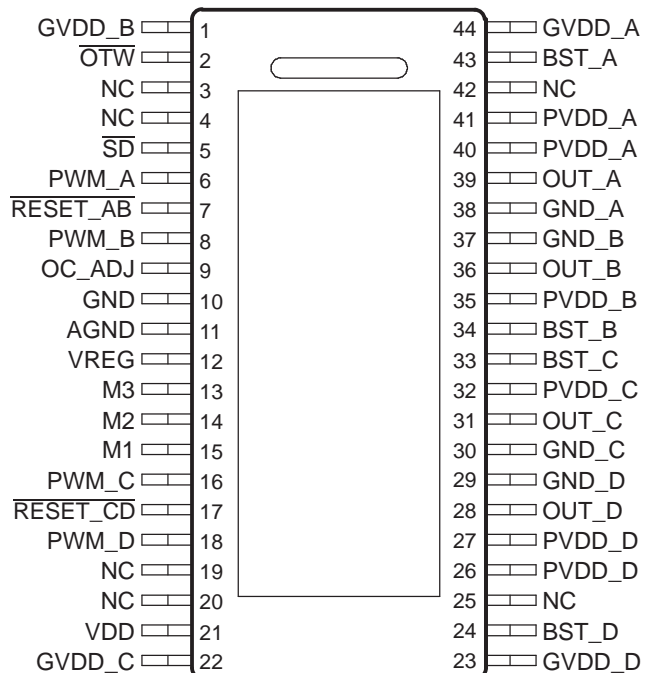 GVDD_B 1 44 GVDD_A
OTW 2 43 BST_A
NC 3 42 NC
NC 4 41 PVDD_A
SD 5 40 PVDD_A
PWM_A 6 39 OUT_A
RESET_AB 7 38 GND_A
PWM_B 8 37 GND_B
OC_ADJ 9 36 OUT_B
GND 10 35 PVDD_B
AGND 11 34 BST_B
VREG 12 33 BST_C
M3 13 32 PVDD_C
M2 14 31 OUT_C
M1 15 30 GND_C
PWM_C 16 29 GND_D
RESET_CD 17 28 OUT_D
PWM_D 18 27 PVDD_D
NC 19 26 PVDD_D
NC 20 25 NC
VDD 21 24 BST_D
GVDD_C 22 23 GVDD_D